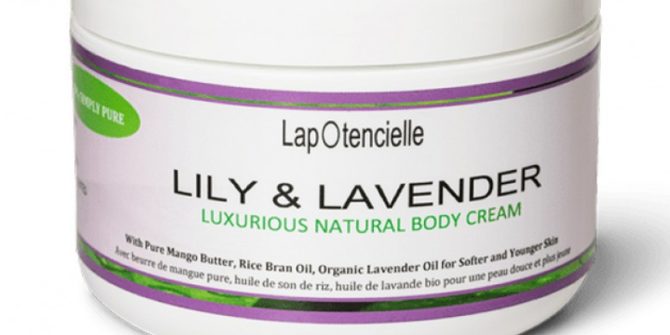 SIMPLY PURE
LapOtencielle
LILY & LAVENDER
LUXURIOUS NATURAL BODY CREAM
With Pure Mango Butter, Rice Bran Oil, Organic Lavender Oil for Softer and Younger Skin
Avec beurre de mangue pure, huile de son de riz, huile de lavande bio pour une peau douce et plus jeune